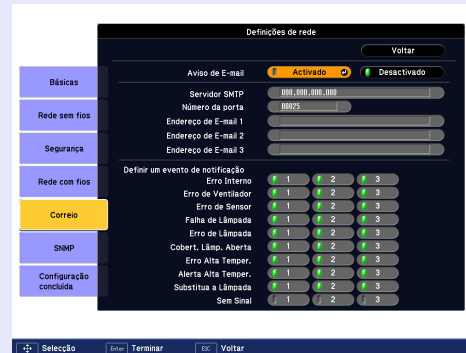 Definições de rede
Voltar
Aviso de E-mail Activado Desactivado
Servidor SMTP 000.000.000.000
Número da porta 00025
Endereço de E-mail 1
Endereço de E-mail 2
Endereço de E-mail 3
Definir um evento de notificação
Erro Interno 1 2 3
Erro de Ventilador 1 2 3
Erro de Sensor 1 2 3
Falha de Lâmpada 1 2 3
Erro de Lâmpada 1 2 3
Cobert. Lâmp. Aberta 1 2 3
Erro Alta Temper. 1 2 3
Alerta Alta Temper. 1 2 3
Substitua a Lâmpada 1 2 3
Sem Sinal 1 2 3
Básicas
Rede sem fios
Segurança
Rede com fios
Correio
SNMP
Configuração
concluída
Selecção Enter Terminar ESC Voltar